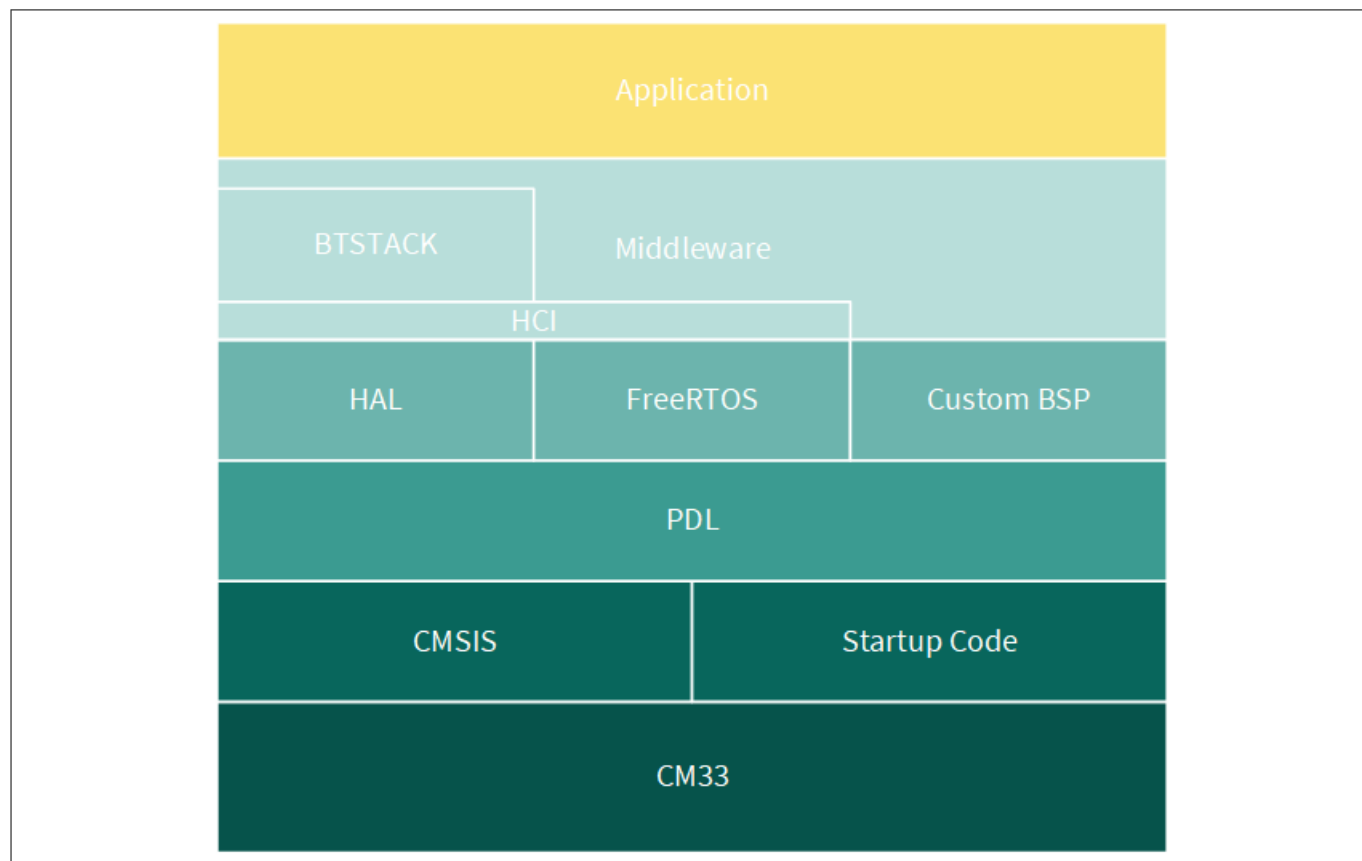 Application
BTSTACK
Middleware
HCI
HAL
FreeRTOS
Custom BSP
PDL
CMSIS
Startup Code
CM33